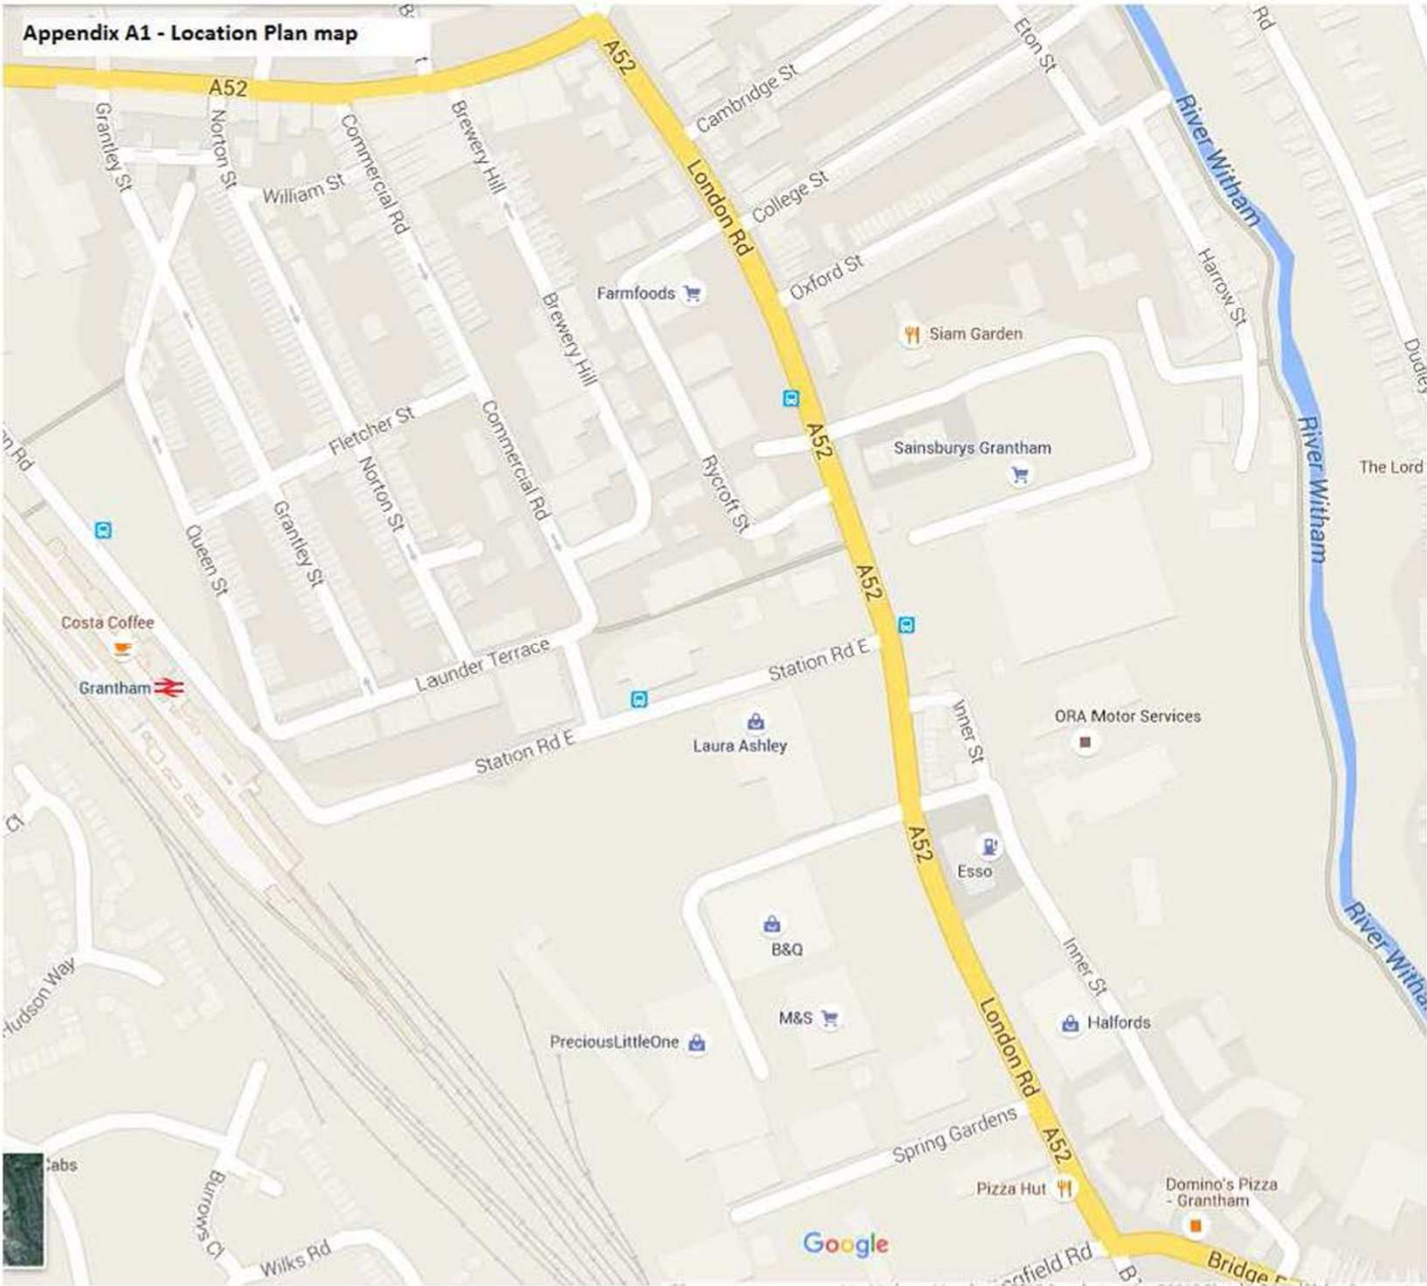 Appendix A1 - Location Plan map
A52
A52
Eton St
Rd
Cambridge St
Grantley St
Norton St
William St
Commercial Rd
Brewery Hill
London Rd
College St
River Witham
Oxford St
Harrow St
Farmfoods
Siam Garden
Brewery Hill
Fletcher St
Commercial Rd
A52
Sainsburys Grantham
River Witham
The Lord
Norton St
Rycroft St
Queen St
Grantley St
A52
Costa Coffee
Grantham
Launder Terrace
Station Rd E
Station Rd E
Laura Ashley
Inner St
ORA Motor Services
A52
Esso
B&Q
Inner St
River Witha
Hudson Way
M&S
PreciousLittleOne
Halfords
London Rd
Spring Gardens
A52
Burrows Cl
Wilks Rd
Pizza Hut
Domino's Pizza
- Grantham
Google
gfield Rd
Bridge